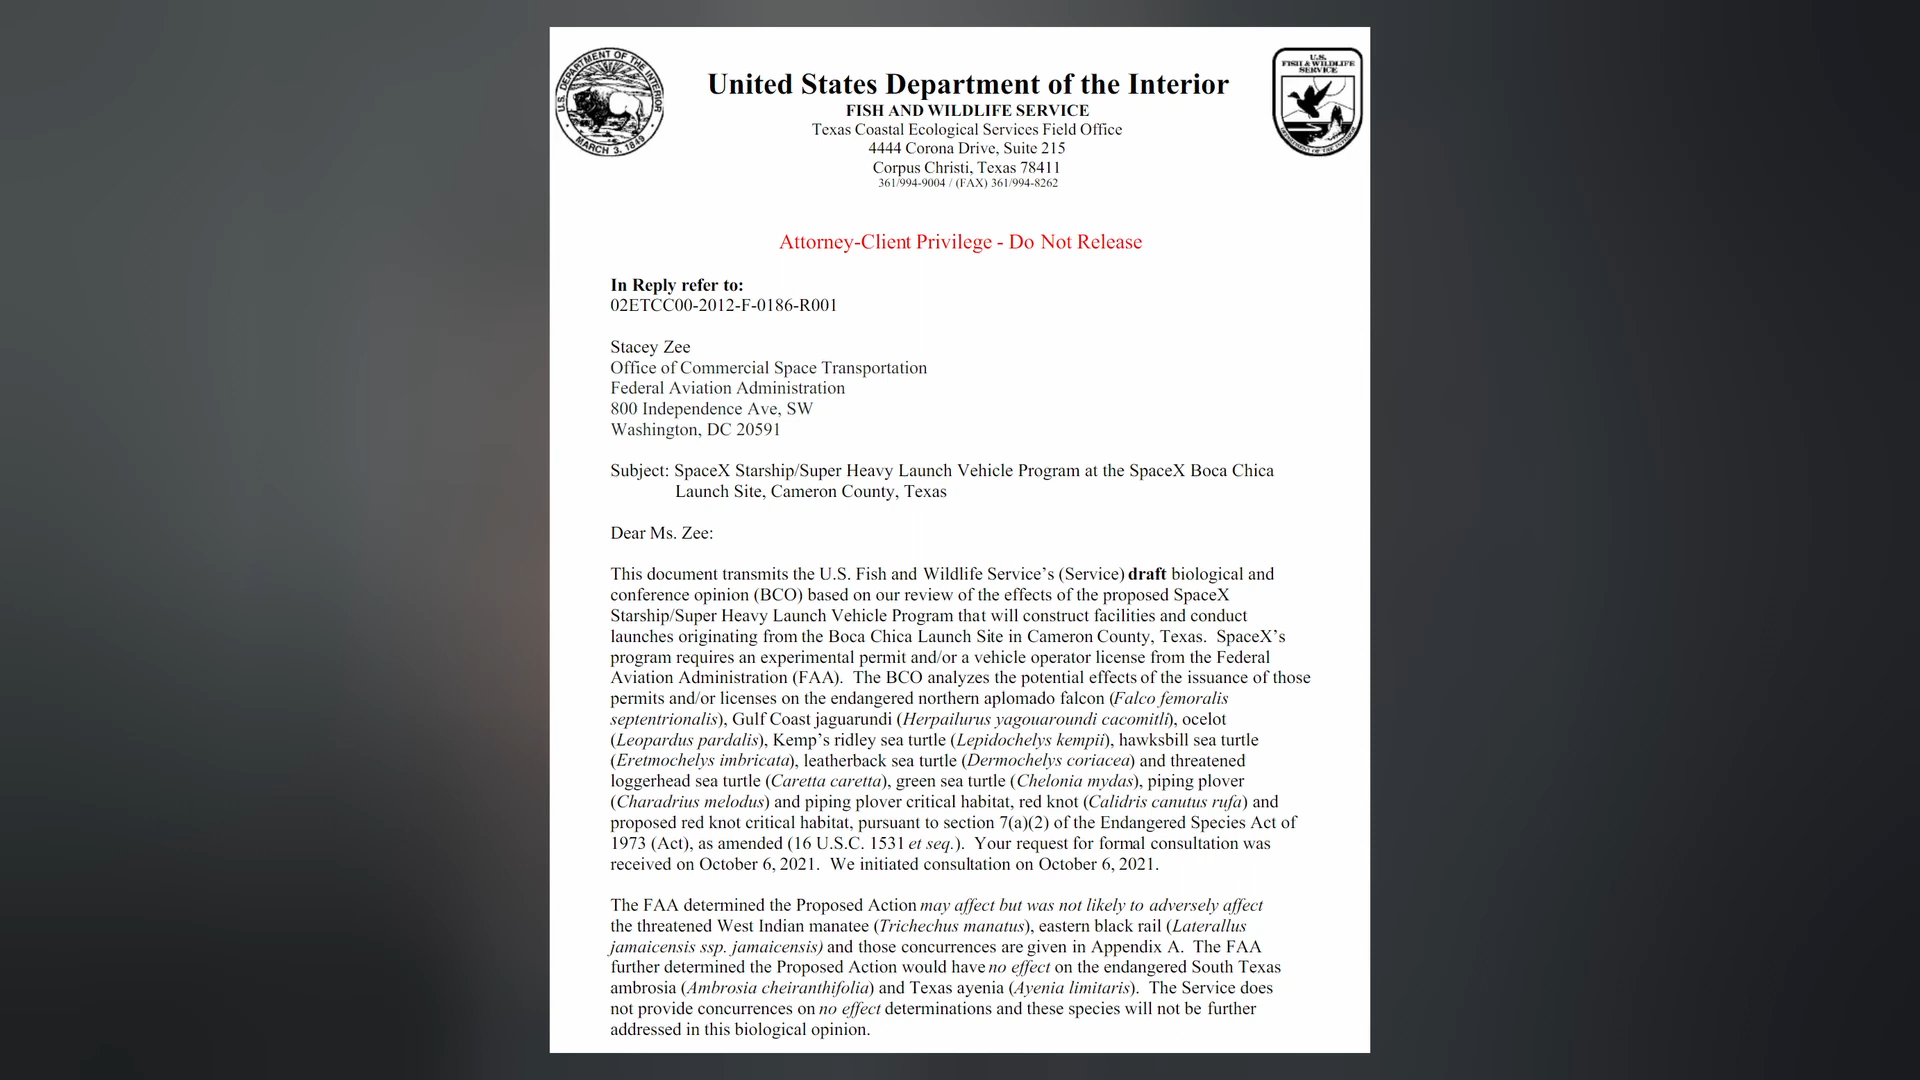 U.S. DEPARTMENT OF THE INTERIOR
MARCH 3, 1849
U.S.
FISH & WILDLIFE
SERVICE
DEPARTMENT OF THE INTERIOR
United States Department of the Interior
FISH AND WILDLIFE SERVICE
Texas Coastal Ecological Services Field Office
4444 Corona Drive, Suite 215
Corpus Christi, Texas 78411
361/994-9004 / (FAX) 361/994-8262
Attorney-Client Privilege - Do Not Release
In Reply refer to:
02ETCC00-2012-F-0186-R001
Stacey Zee
Office of Commercial Space Transportation
Federal Aviation Administration
800 Independence Ave, SW
Washington, DC 20591
Subject: SpaceX Starship/Super Heavy Launch Vehicle Program at the SpaceX Boca Chica
Launch Site, Cameron County, Texas
Dear Ms. Zee:
This document transmits the U.S. Fish and Wildlife Service’s (Service) draft biological and
conference opinion (BCO) based on our review of the effects of the proposed SpaceX
Starship/Super Heavy Launch Vehicle Program that will construct facilities and conduct
launches originating from the Boca Chica Launch Site in Cameron County, Texas. SpaceX’s
program requires an experimental permit and/or a vehicle operator license from the Federal
Aviation Administration (FAA). The BCO analyzes the potential effects of the issuance of those
permits and/or licenses on the endangered northern aplomado falcon (Falco femoralis
septentrionalis), Gulf Coast jaguarundi (Herpailurus yagouaroundi cacomitli), ocelot
(Leopardus pardalis), Kemp’s ridley sea turtle (Lepidochelys kempii), hawksbill sea turtle
(Eretmochelys imbricata), leatherback sea turtle (Dermochelys coriacea) and threatened
loggerhead sea turtle (Caretta caretta), green sea turtle (Chelonia mydas), piping plover
(Charadrius melodus) and piping plover critical habitat, red knot (Calidris canutus rufa) and
proposed red knot critical habitat, pursuant to section 7(a)(2) of the Endangered Species Act of
1973 (Act), as amended (16 U.S.C. 1531 et seq.). Your request for formal consultation was
received on October 6, 2021. We initiated consultation on October 6, 2021.
The FAA determined the Proposed Action may affect but was not likely to adversely affect
the threatened West Indian manatee (Trichechus manatus), eastern black rail (Laterallus
jamaicensis ssp. jamaicensis) and those concurrences are given in Appendix A. The FAA
further determined the Proposed Action would have no effect on the endangered South Texas
ambrosia (Ambrosia cheiranthifolia) and Texas ayenia (Ayenia limitaris). The Service does
not provide concurrences on no effect determinations and these species will not be further
addressed in this biological opinion.